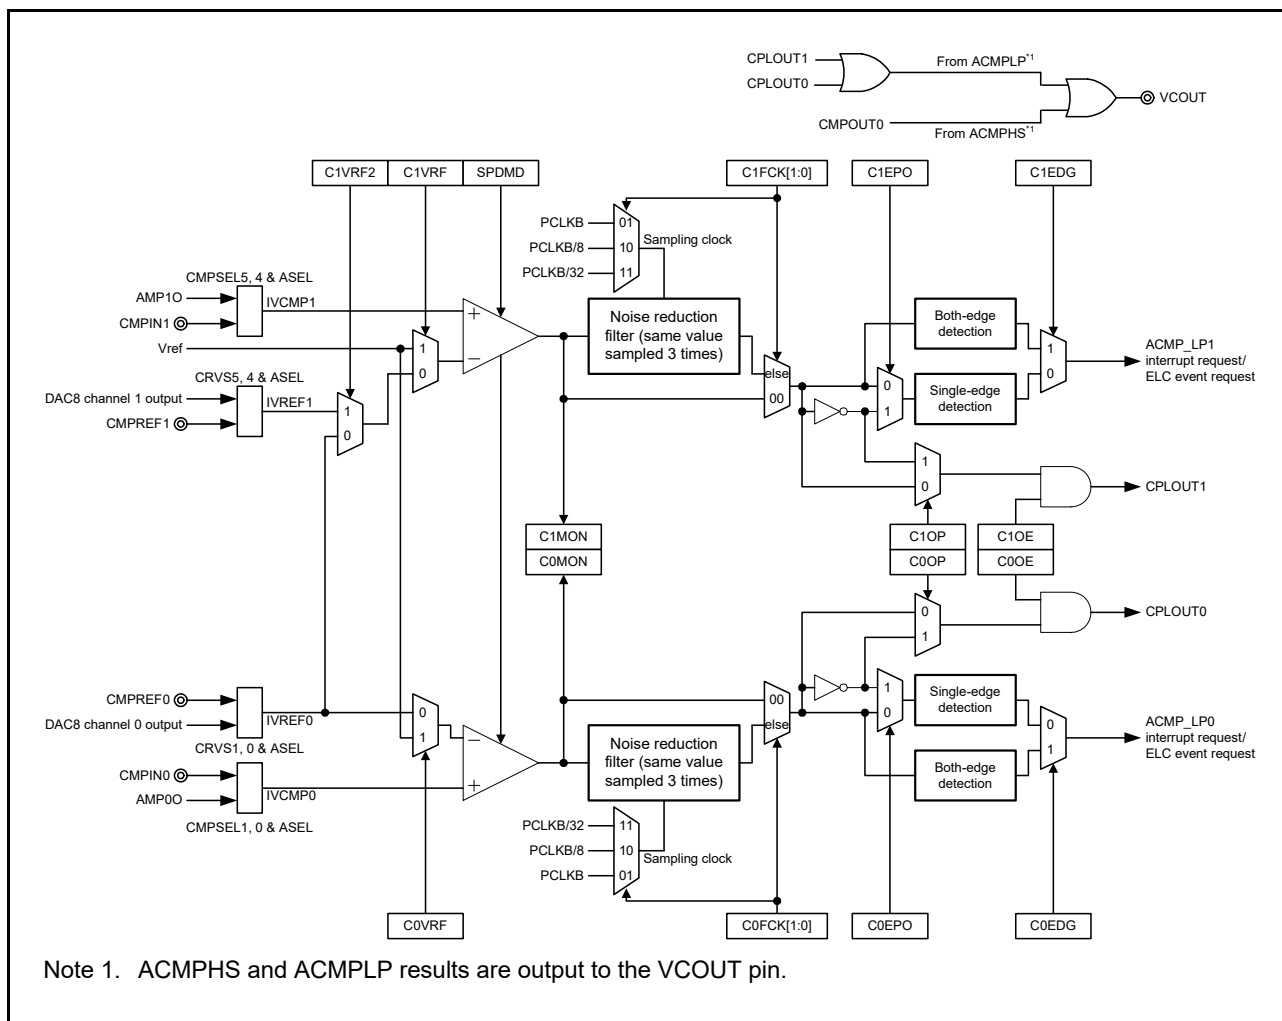 CPLOUT1
CPLOUT0
From ACMPLP*1
VCOUT
CMPOUT0
From ACMPHS*1
C1VRF2
C1VRF
SPDMD
C1FCK[1:0]
C1EPO
C1EDG
PCLKB
01
PCLKB/8
10
Sampling clock
PCLKB/32
11
CMPSEL5, 4 & ASEL
AMP1O
IVCMP1
CMPIN1
+
−
Vref
1
0
Noise reduction
filter (same value
sampled 3 times)
else
00
Both-edge
detection
1
0
ACMP_LP1
interrupt request/
ELC event request
0
1
Single-edge
detection
CRVS5, 4 & ASEL
DAC8 channel 1 output
IVREF1
CMPREF1
1
0
1
0
CPLOUT1
C1MON
C0MON
C1OP
C0OP
C1OE
C0OE
0
1
CPLOUT0
CMPREF0
IVREF0
DAC8 channel 0 output
CRVS1, 0 & ASEL
0
1
−
+
00
else
1
0
Single-edge
detection
0
1
ACMP_LP0
interrupt request/
ELC event request
Noise reduction
filter (same value
sampled 3 times)
Both-edge
detection
CMPIN0
IVCMP0
AMP0O
CMPSEL1, 0 & ASEL
PCLKB/32
11
PCLKB/8
10
Sampling clock
PCLKB
01
C0VRF
C0FCK[1:0]
C0EPO
C0EDG
Note 1. ACMPHS and ACMPLP results are output to the VCOUT pin.